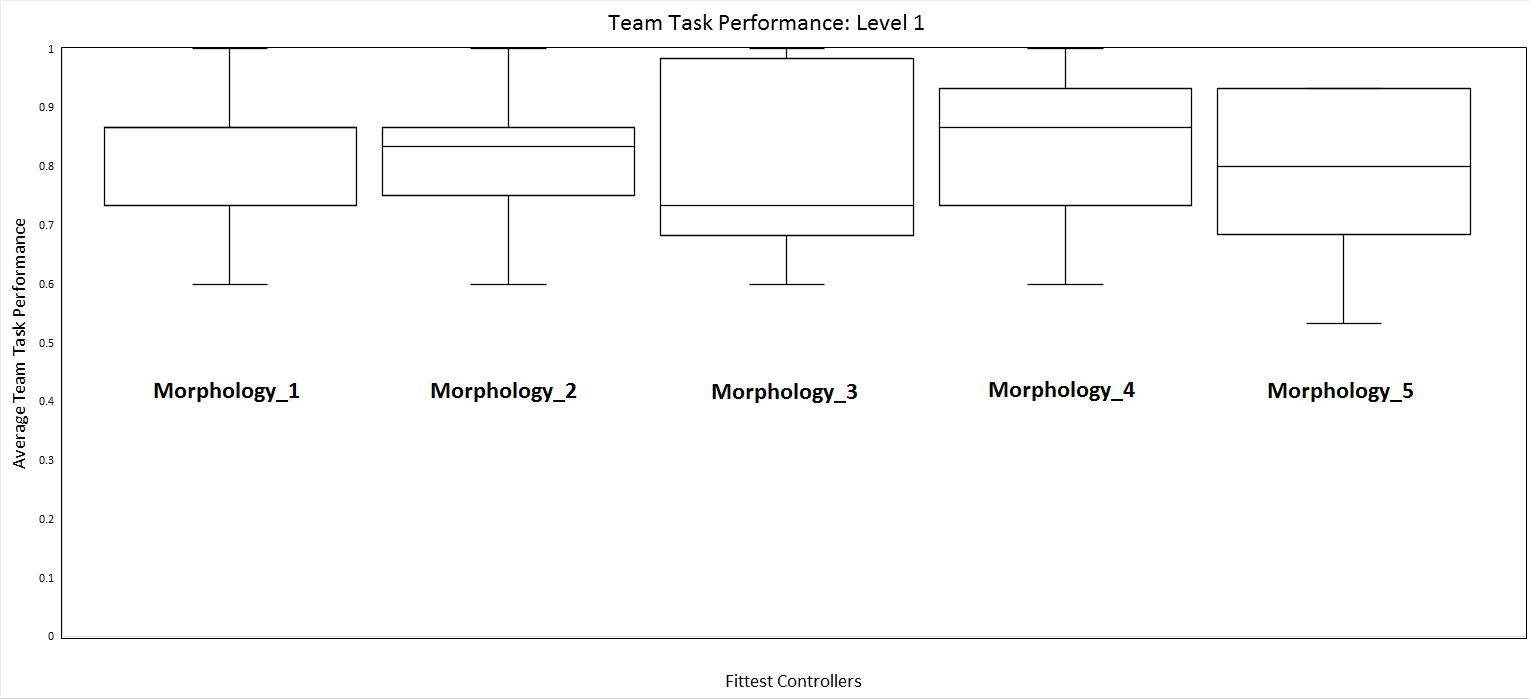 Team Task Performance: Level 1
Average Team Task Performance
1
0.9
0.8
0.7
0.6
0.5
0.4
0.3
0.2
0.1
0
Morphology_1
Morphology_2
Morphology_3
Morphology_4
Morphology_5
Fittest Controllers